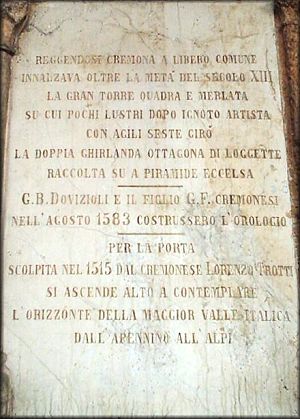 REGGENDOSI CREMONA A LIBERO COMUNE
INNALZAVA OLTRE LA METÀ DEL SECOLO XIII
LA GRAN TORRE QUADRA E MERLATA
SU CUI POCHI LUSTRI DOPO IGNOTO ARTISTA
CON AGILI SESTE GIRÒ
LA DOPPIA GHIRLANDA OTTAGONA DI LOGGETTE
RACCOLTA SU A PIRAMIDE ECCELSA
G.B. DOVIZIOLI E IL FIGLIO G.F. CREMONESI
NELL'AGOSTO 1583 COSTRUSSERO L'OROLOGIO
PER LA PORTA
SCOLPITA NEL 1515 DAL CREMONESE LORENZO TROTTI
SI ASCENDE ALTO A CONTEMPLARE
L'ORIZZONTE DELLA MAGGIOR VALLE ITALICA
DALL'APENNINO ALL'ALPI